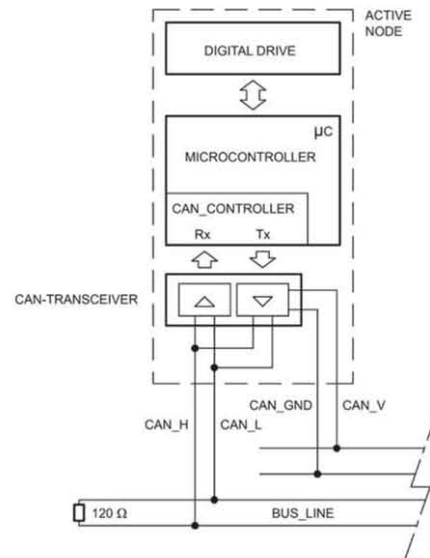 ACTIVE
NODE
DIGITAL DRIVE
μC
MICROCONTROLLER
CAN_CONTROLLER
Rx Tx
CAN-TRANSCEIVER
CAN_GND CAN_V
CAN_H CAN_L
120 Ω BUS_LINE